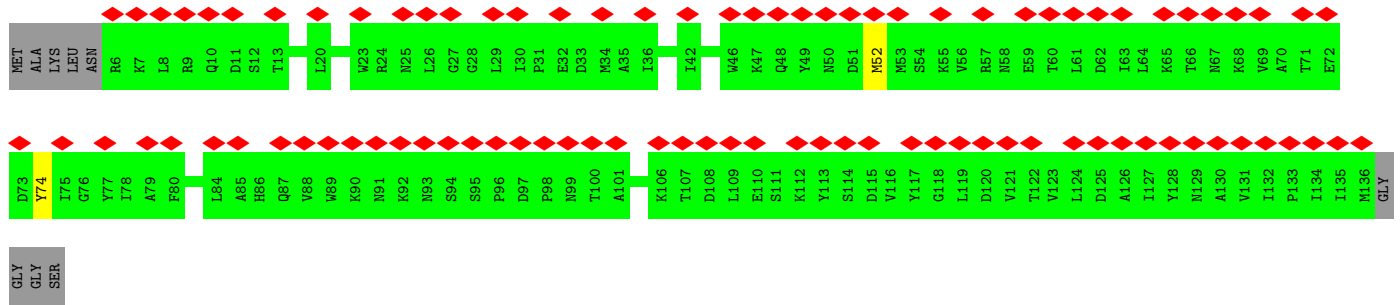 MET ALA LYS LEU ASN R6 K7 L8 R9 Q10 D11 S12 T13 L20 W23 R24 N25 L26 G27 G28 L29 I30 P31 E32 D33 M34 A35 I36 I42 W46 K47 Q48 Y49 N50 D51 M52 M53 S54 K55 V56 R57 N58 E59 T60 L61 D62 I63 L64 K65 T66 N67 K68 V69 A70 T71 E72
D73 Y74 I75 G76 Y77 I78 A79 F80 L84 A85 H86 Q87 V88 W89 K90 N91 K92 N93 S94 S95 P96 D97 P98 N99 T100 A101 K106 T107 D108 L109 E110 S111 K112 Y113 S114 D115 V116 Y117 G118 L119 D120 V121 T122 V123 L124 D125 A126 I127 Y128 N129 A130 V131 I132 P133 I134 I135 M136 GLY
GLY GLY SER